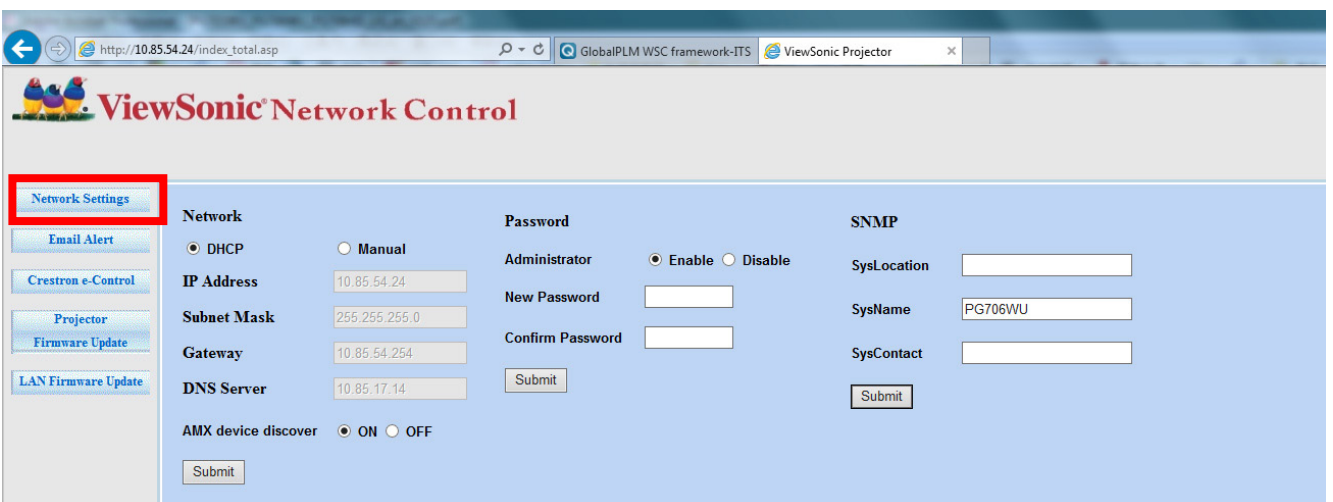 http://10.85.54.24/index_total.asp
GlobalPLM WSC framework-ITS
ViewSonic Projector
ViewSonic® Network Control
Network Settings
Email Alert
Crestron e-Control
Projector
Firmware Update
LAN Firmware Update
Network
DHCP Manual
IP Address 10.85.54.24
Subnet Mask 255.255.255.0
Gateway 10.85.54.254
DNS Server 10.85.17.14
AMX device discover ON OFF
Submit
Password
Administrator Enable Disable
New Password
Confirm Password
Submit
SNMP
SysLocation
SysName PG706WU
SysContact
Submit